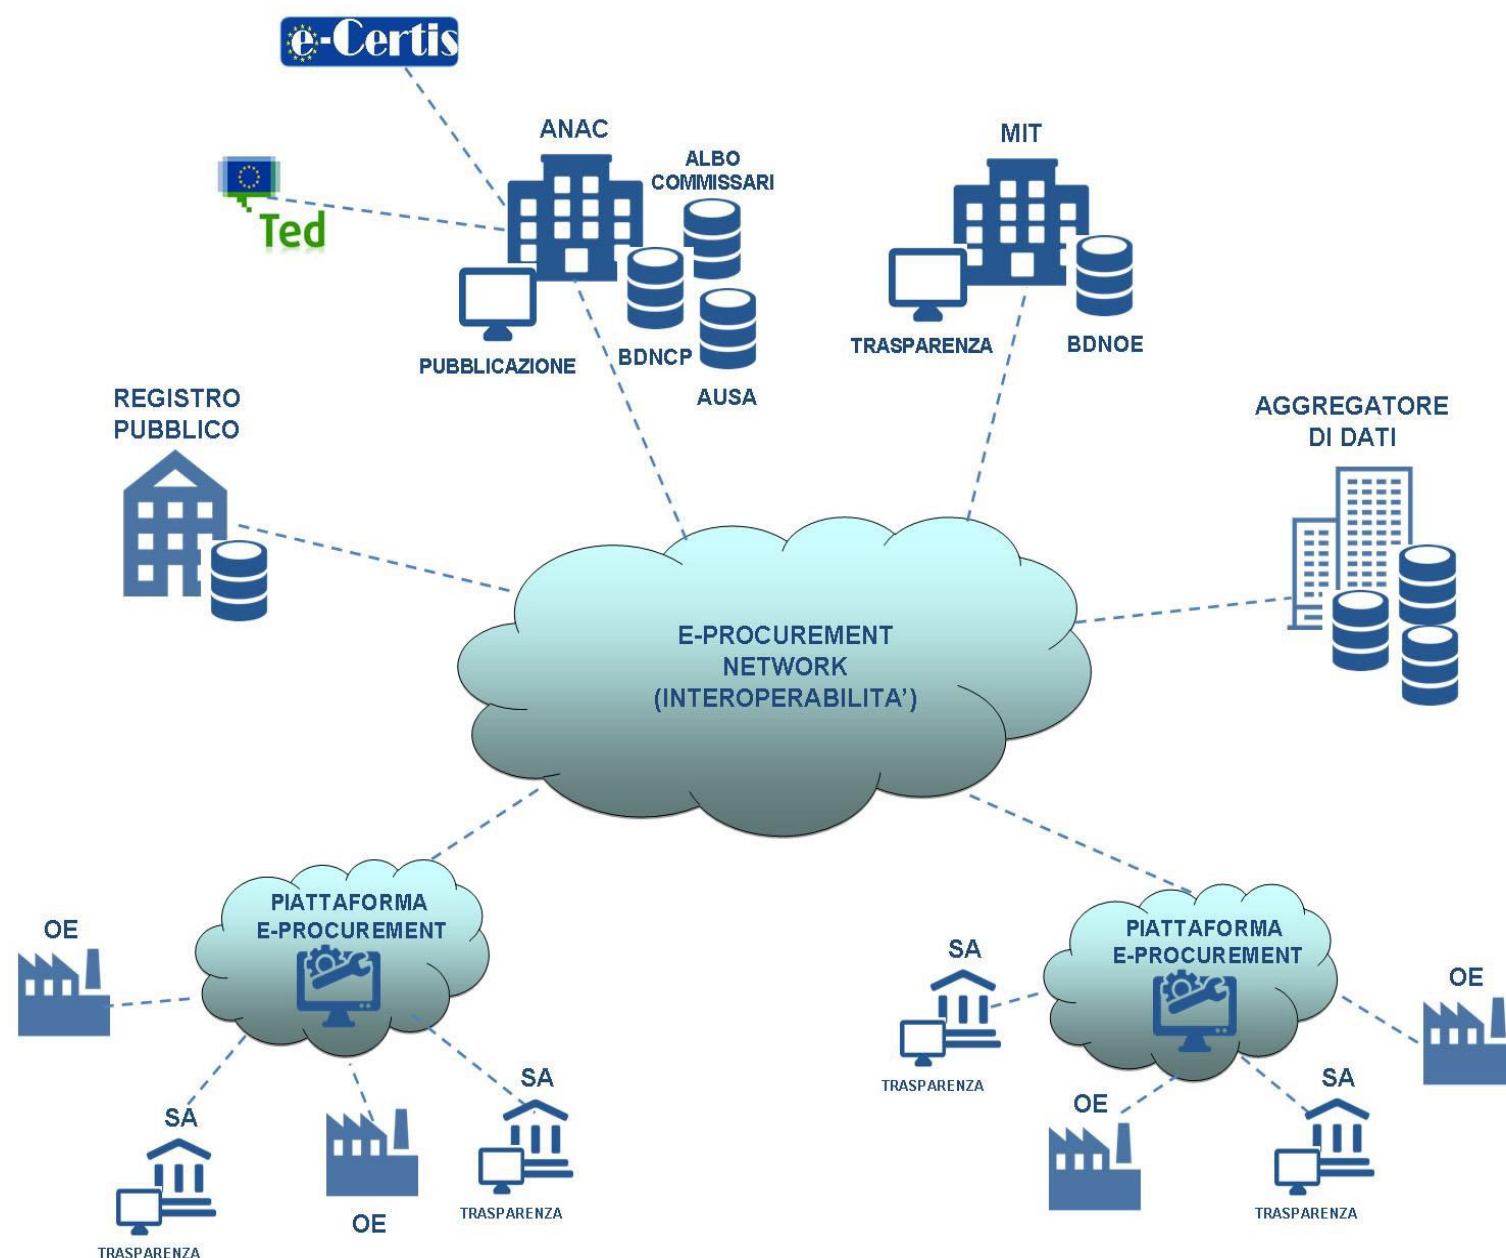 e-Certis
Ted
ANAC
ALBO
COMMISSARI
PUBBLICAZIONE
BDNCP
AUSA
MIT
TRASPARENZA
BDNOE
REGISTRO
PUBBLICO
AGGREGATORE
DI DATI
E-PROCUREMENT
NETWORK
(INTEROPERABILITA’)
PIATTAFORMA
E-PROCUREMENT
OE
SA
TRASPARENZA
OE
SA
TRASPARENZA
PIATTAFORMA
E-PROCUREMENT
SA
TRASPARENZA
OE
OE
SA
TRASPARENZA